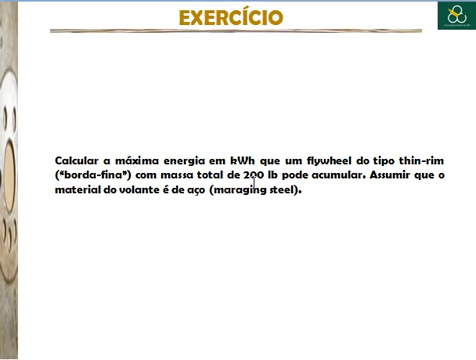 EXERCÍCIO
Calcular a máxima energia em kWh que um flywheel do tipo thin-rim
("borda-fina") com massa total de 200 lb pode acumular. Assumir que o
material do volante é de aço (maraging steel).